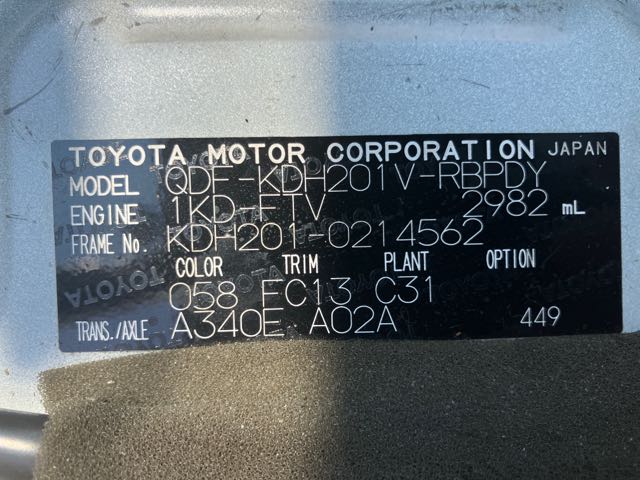 TOYOTA MOTOR CORPORATION JAPAN
MODEL QDF-KDH201V-RBPDY
ENGINE 1KD-FTV 2982 mL
FRAME No. KDH201-0214562
COLOR TRIM PLANT OPTION
058 FC13 C31
TRANS./AXLE A340E A02A 449